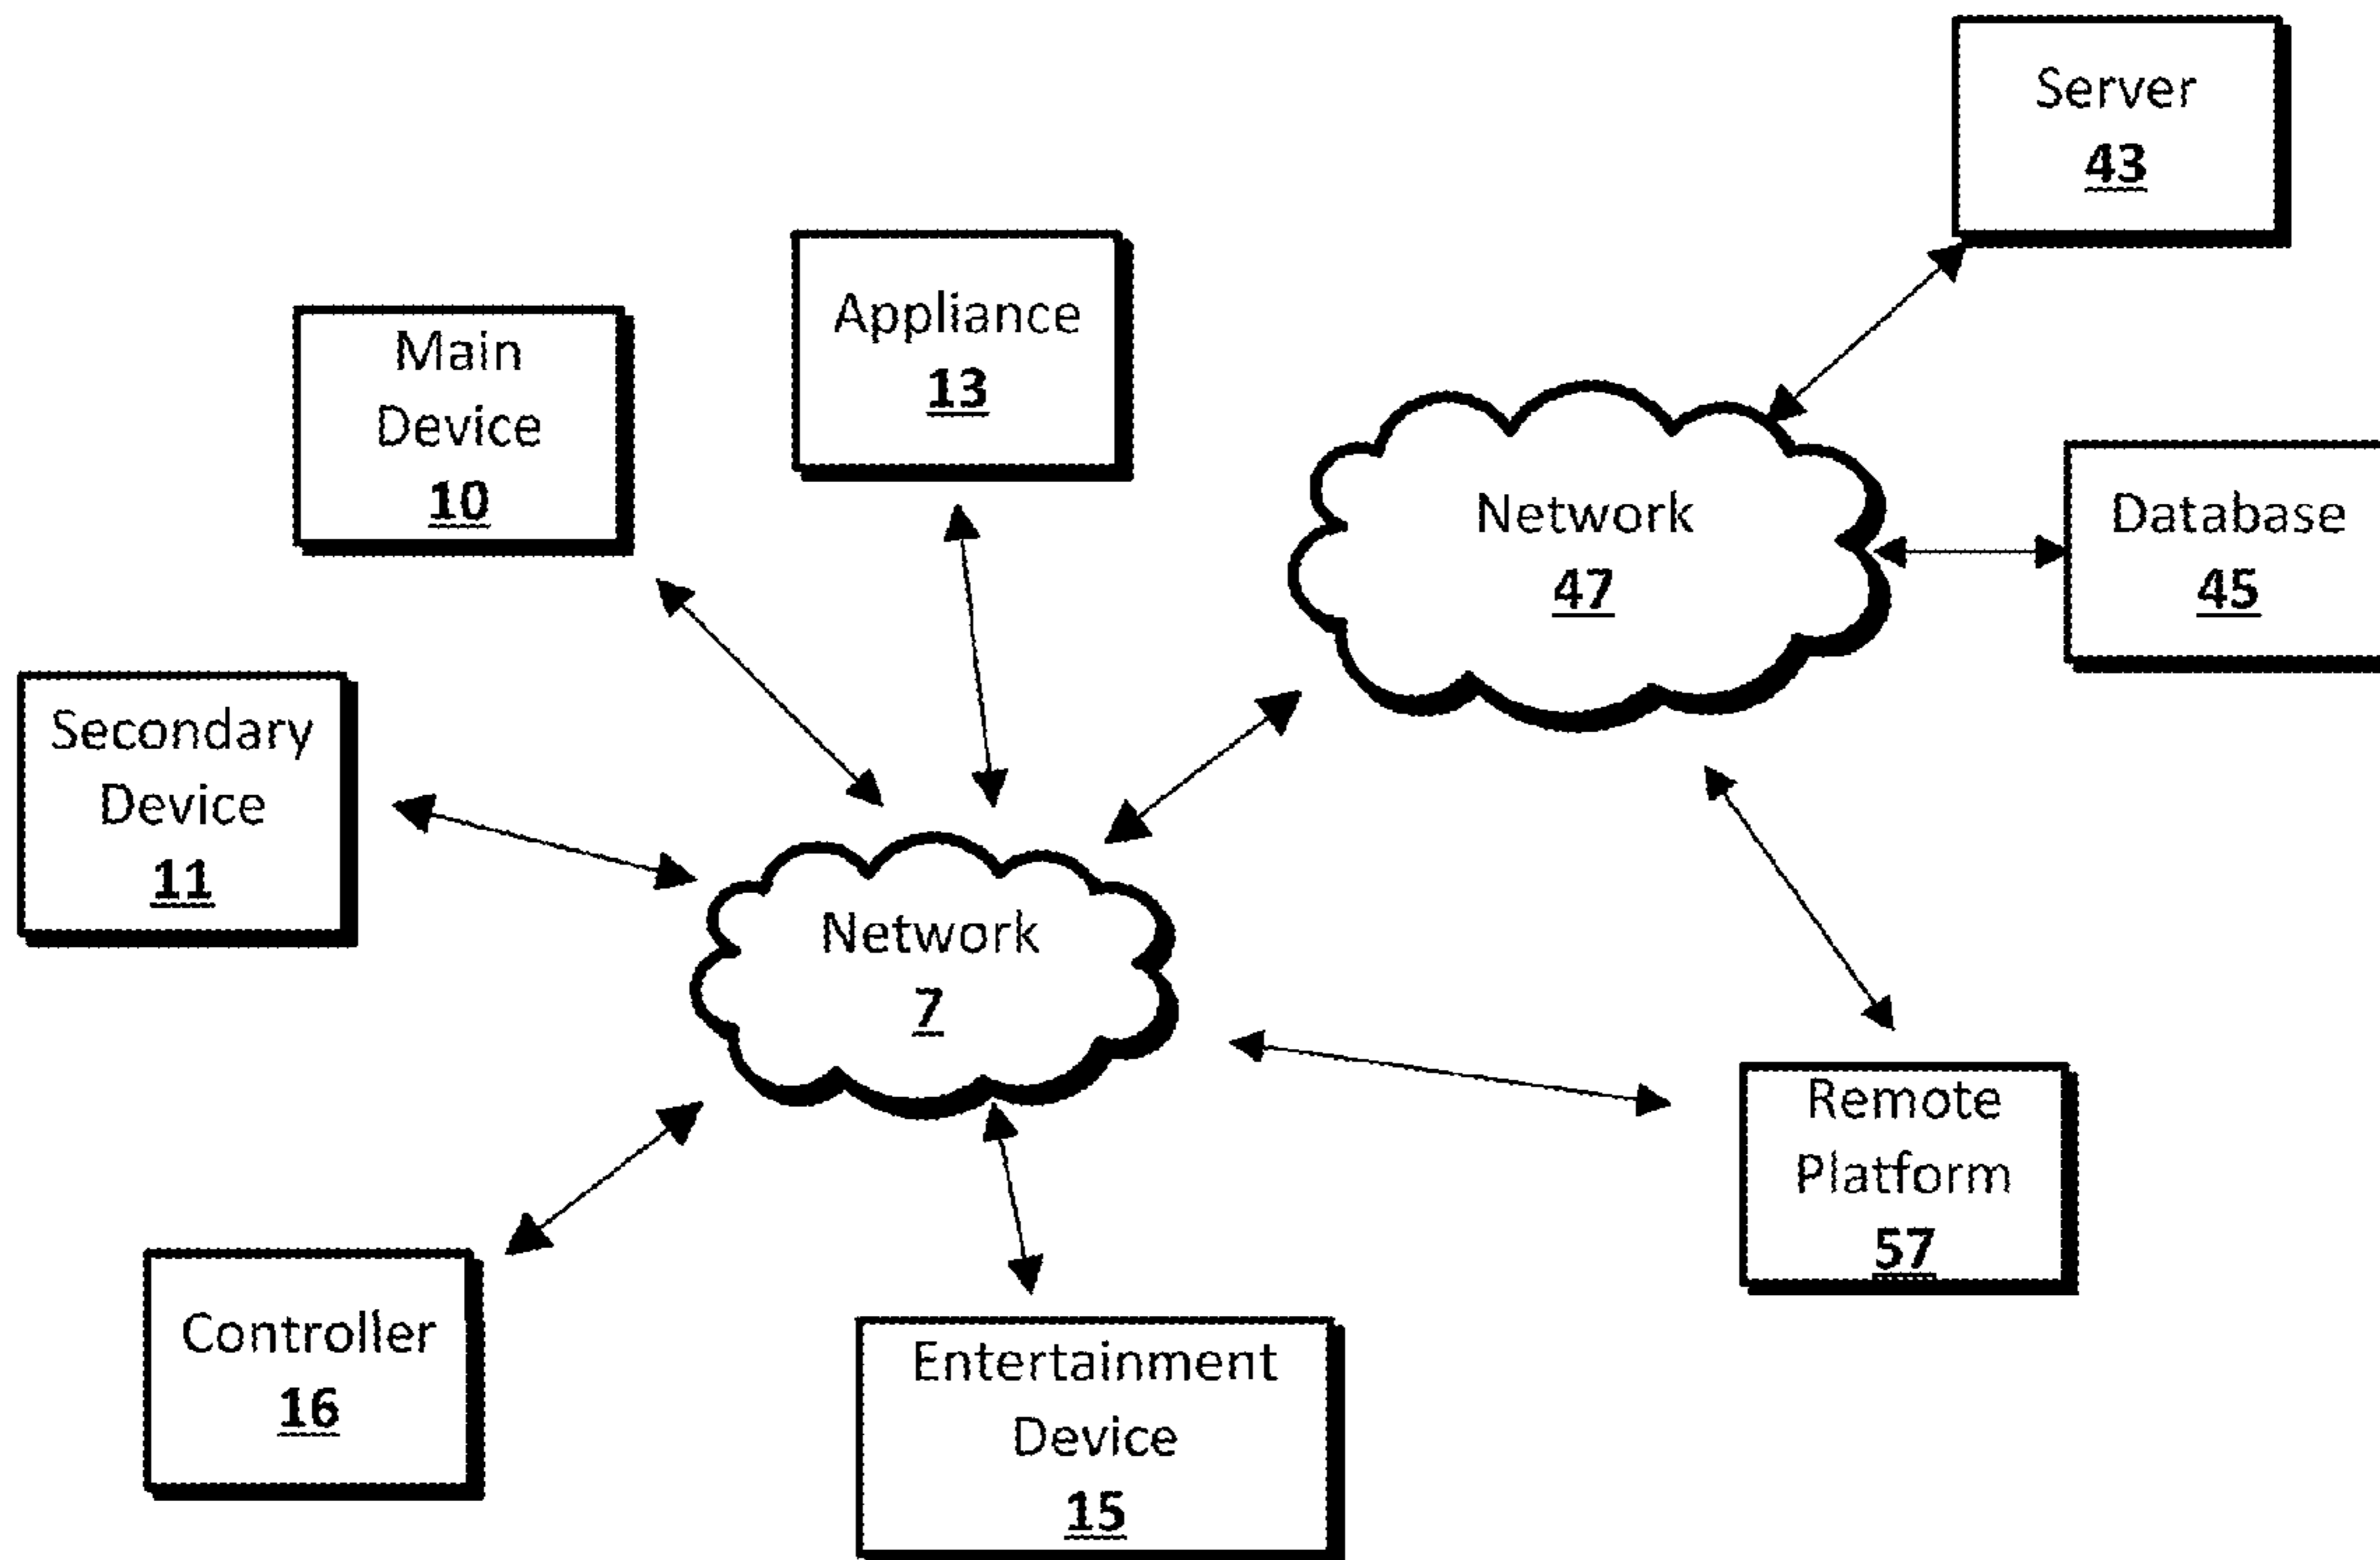 Server
43
Appliance
13
Main
Device
10
Network
47
Database
45
Secondary
Device
11
Network
7
Remote
Platform
57
Controller
16
Entertainment
Device
15